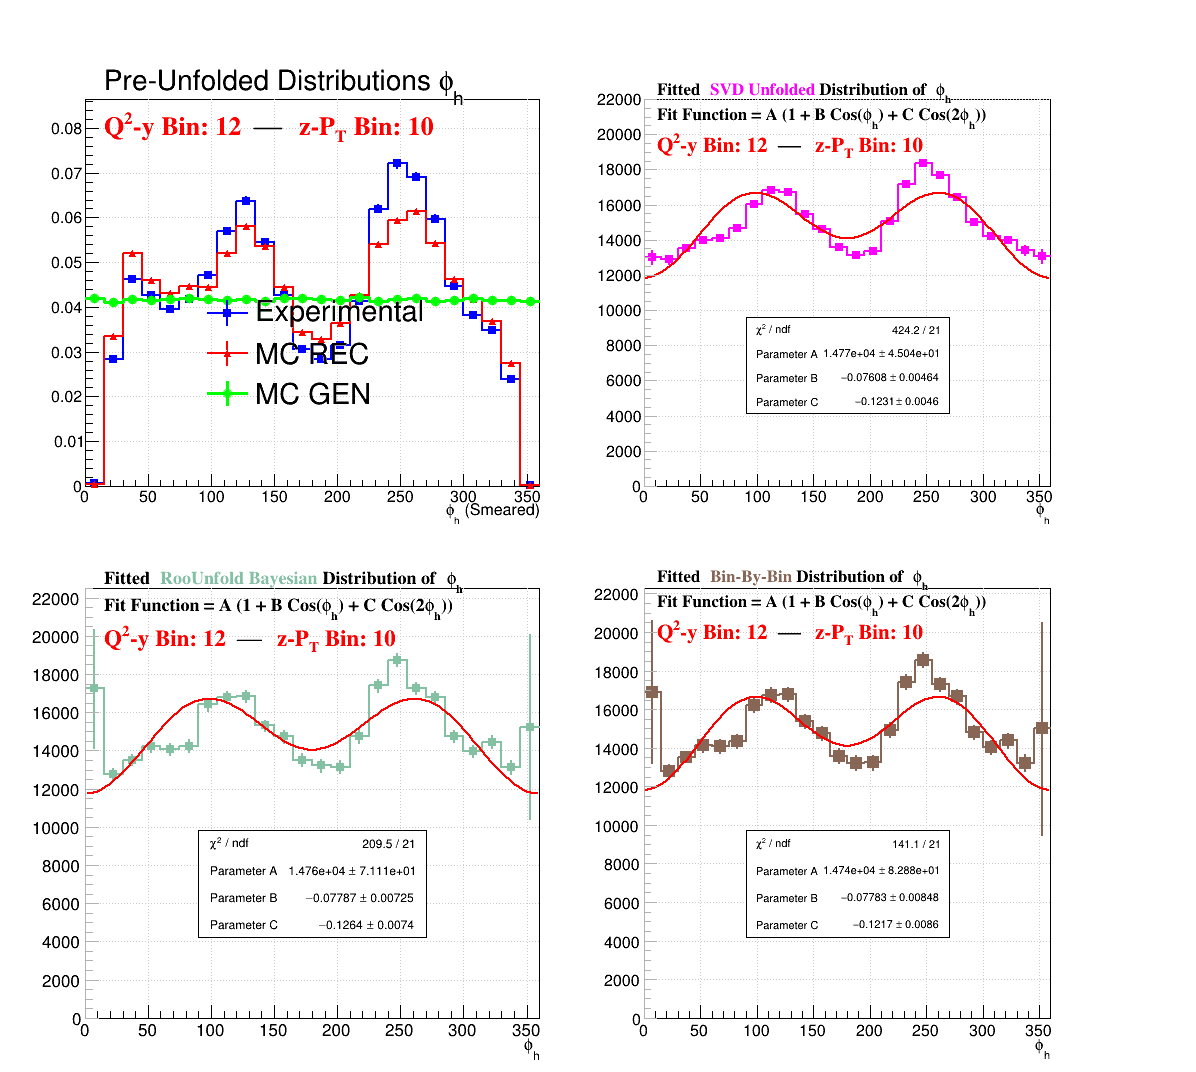 Pre-Unfolded Distributions ϕh
Q²-y Bin: 12 — z-PT Bin: 10
0.08
0.07
0.06
0.05
0.04
0.03
0.02
0.01
0
Experimental
MC REC
MC GEN
0 50 100 150 200 250 300 350
ϕh (Smeared)
Fitted SVD Unfolded Distribution of ϕh
Fit Function = A (1 + B Cos(ϕh) + C Cos(2ϕh))
Q²-y Bin: 12 — z-PT Bin: 10
22000
20000
18000
16000
14000
12000
10000
8000
6000
4000
2000
0
χ² / ndf 424.2 / 21
Parameter A 1.477e+04 ± 4.504e+01
Parameter B −0.07608 ± 0.00464
Parameter C −0.1231 ± 0.0046
0 50 100 150 200 250 300 350
ϕh
Fitted RooUnfold Bayesian Distribution of ϕh
Fit Function = A (1 + B Cos(ϕh) + C Cos(2ϕh))
Q²-y Bin: 12 — z-PT Bin: 10
22000
20000
18000
16000
14000
12000
10000
8000
6000
4000
2000
0
χ² / ndf 209.5 / 21
Parameter A 1.476e+04 ± 7.111e+01
Parameter B −0.07787 ± 0.00725
Parameter C −0.1264 ± 0.0074
0 50 100 150 200 250 300 350
ϕh
Fitted Bin-By-Bin Distribution of ϕh
Fit Function = A (1 + B Cos(ϕh) + C Cos(2ϕh))
Q²-y Bin: 12 — z-PT Bin: 10
22000
20000
18000
16000
14000
12000
10000
8000
6000
4000
2000
0
χ² / ndf 141.1 / 21
Parameter A 1.474e+04 ± 8.288e+01
Parameter B −0.07783 ± 0.00848
Parameter C −0.1217 ± 0.0086
0 50 100 150 200 250 300 350
ϕh